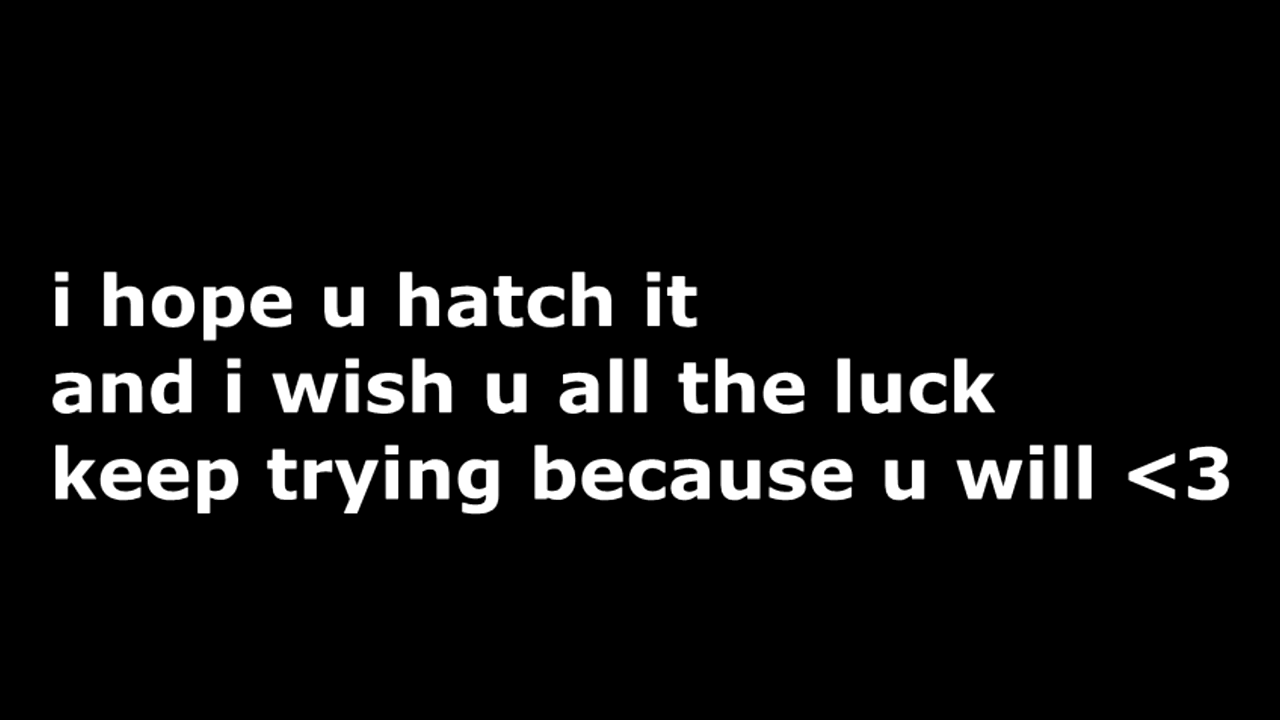 i hope u hatch it
and i wish u all the luck
keep trying because u will <3